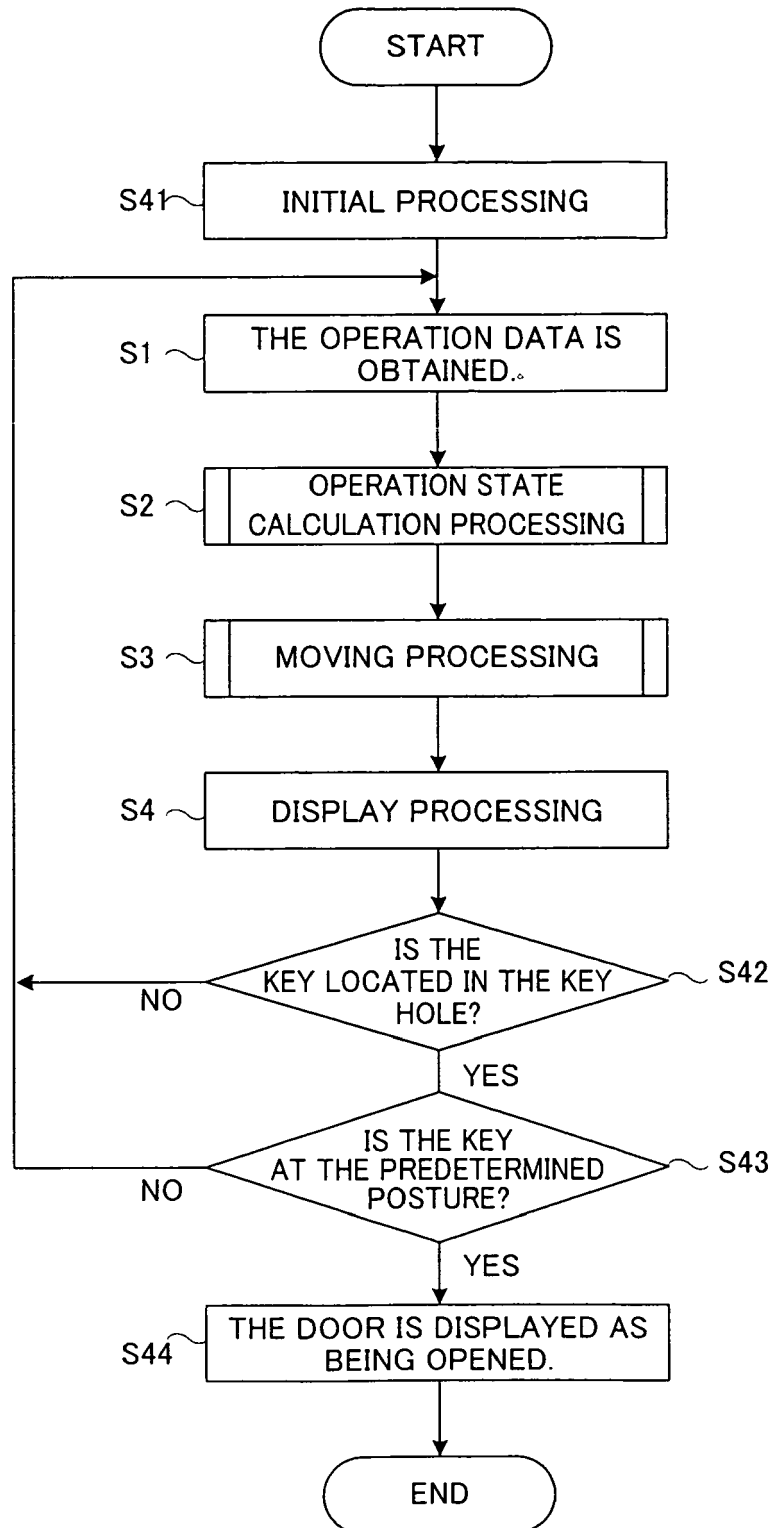 START
S41
INITIAL PROCESSING
S1
THE OPERATION DATA IS
OBTAINED.。
S2
OPERATION STATE
CALCULATION PROCESSING
S3
MOVING PROCESSING
S4
DISPLAY PROCESSING
IS THE
KEY LOCATED IN THE KEY
HOLE?
S42
NO
YES
IS THE KEY
AT THE PREDETERMINED
POSTURE?
S43
NO
YES
S44
THE DOOR IS DISPLAYED AS
BEING OPENED.
END